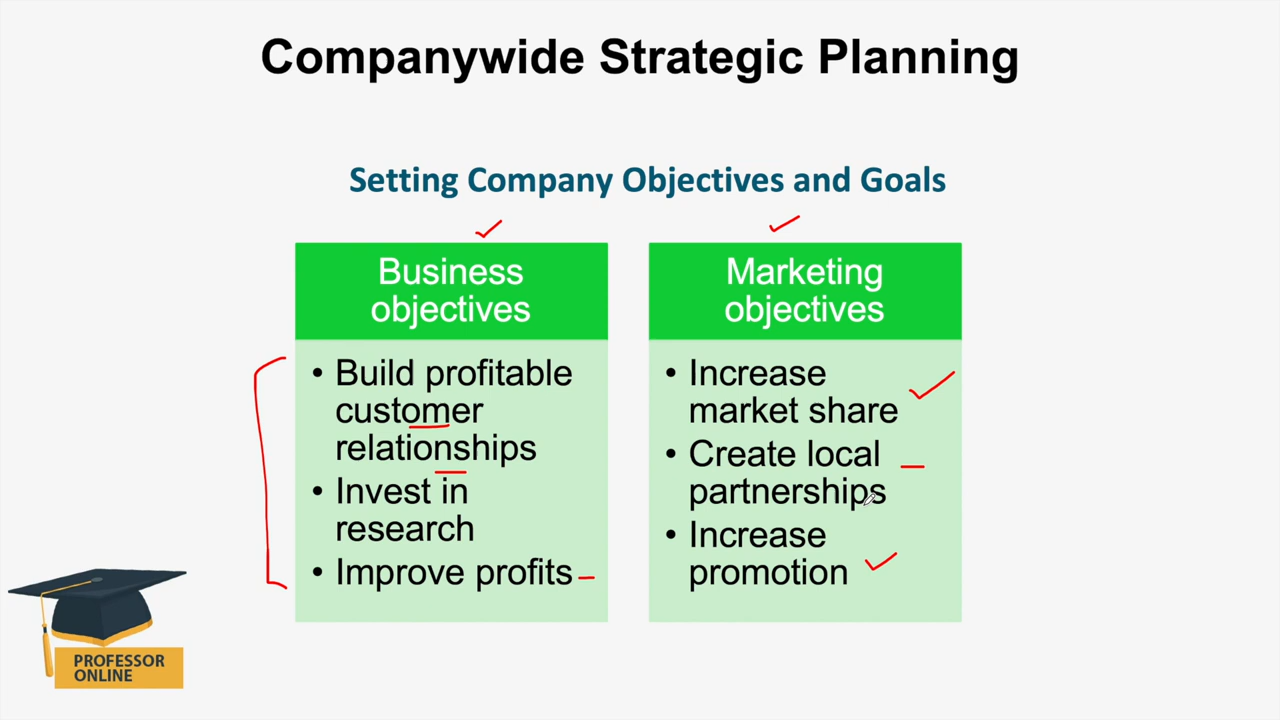 Companywide Strategic Planning
Setting Company Objectives and Goals
Business
objectives
• Build profitable
customer
relationships
• Invest in
research
• Improve profits
Marketing
objectives
• Increase
market share
• Create local
partnerships
• Increase
promotion
PROFESSOR
ONLINE